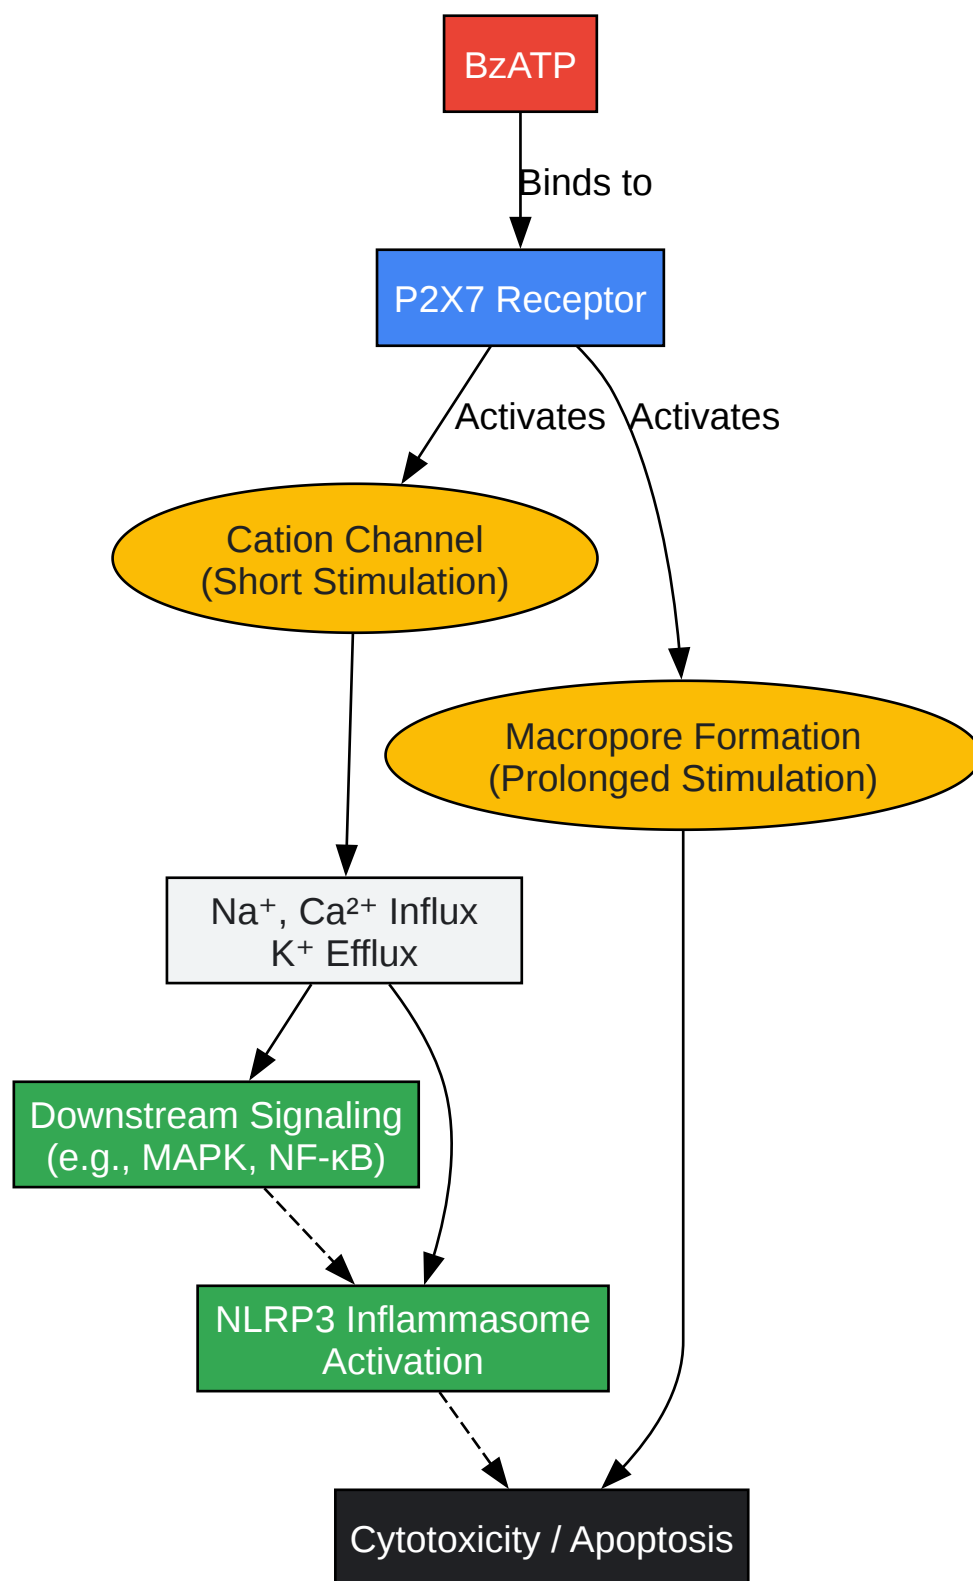 BzATP
Binds to
P2X7 Receptor
Activates
Activates
Cation Channel
(Short Stimulation)
Macropore Formation
(Prolonged Stimulation)
Na⁺, Ca²⁺ Influx
K⁺ Efflux
Downstream Signaling
(e.g., MAPK, NF-κB)
NLRP3 Inflammasome
Activation
Cytotoxicity / Apoptosis